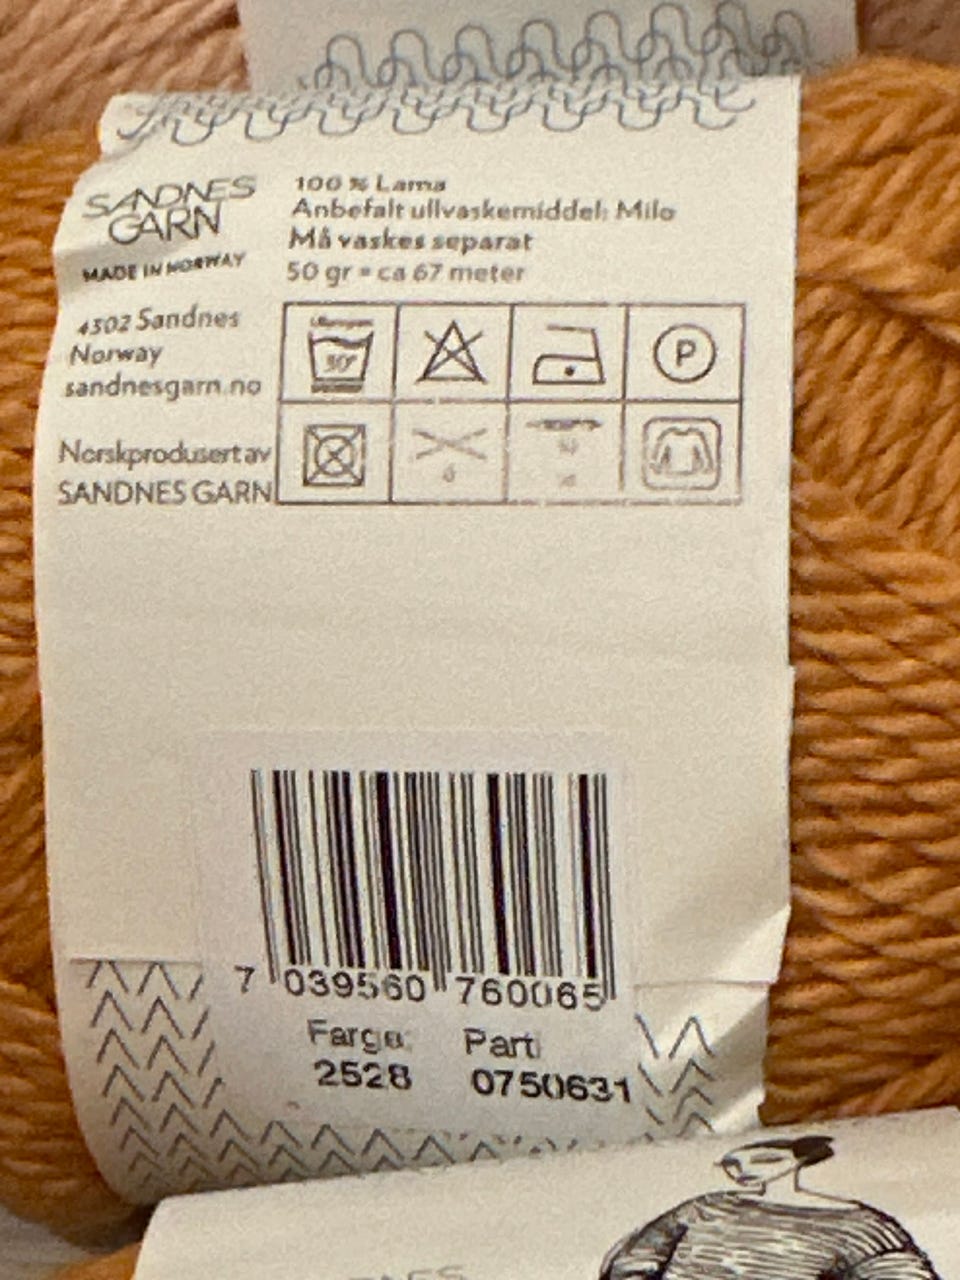 SANDNES
GARN
MADE IN NORWAY
4302 Sandnes
Norway
sandnesgarn.no
Norskprodusert av
SANDNES GARN
100 % Lama
Anbefalt ullvaskemiddel: Milo
Må vaskes separat
50 gr = ca 67 meter
30°
P
7 039560 760065
Farge: Parti
2528 0750631